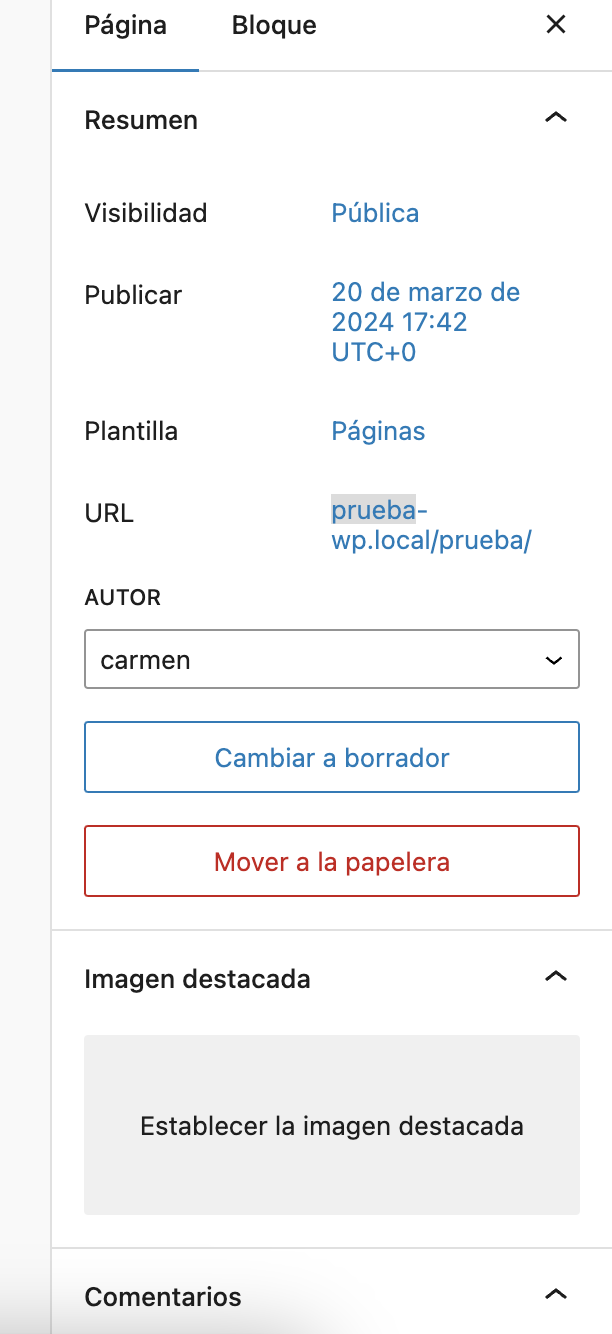 Página Bloque
Resumen
Visibilidad Pública
Publicar 20 de marzo de
2024 17:42
UTC+0
Plantilla Páginas
URL prueba-
wp.local/prueba/
AUTOR
carmen
Cambiar a borrador
Mover a la papelera
Imagen destacada
Establecer la imagen destacada
Comentarios